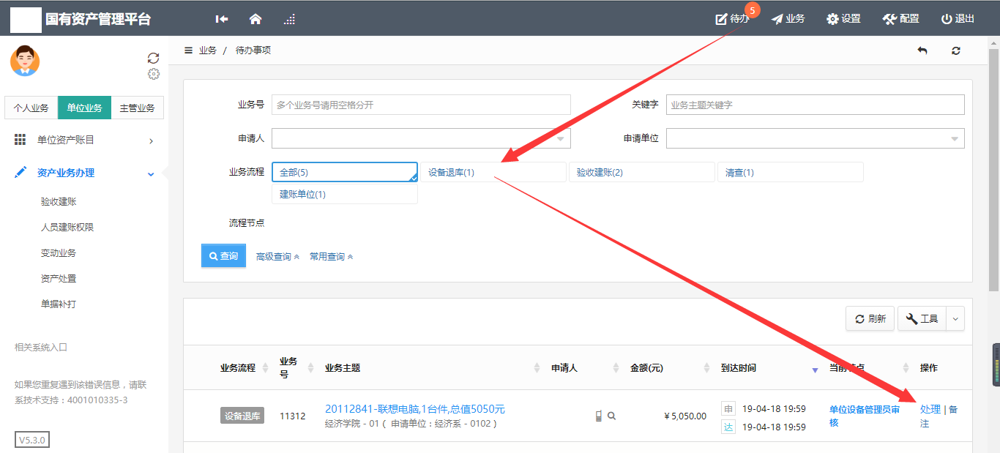 国有资产管理平台
待办 5 业务 设置 配置 退出
业务 / 待办事项
个人业务 单位业务 主管业务
单位资产账目
资产业务办理
验收建账
人员建账权限
变动业务
资产处置
单据补打
相关系统入口
如果您重复遇到该错误信息，请联
系技术支持：4001010335-3
V5.3.0
业务号 多个业务号请用空格分开 关键字 业务主题关键字
申请人 申请单位
业务流程 全部(5) 设备退库(1) 验收建账(2) 清查(1)
建账单位(1)
流程节点
查询 高级查询 常用查询
刷新 工具
业务流程 业务号 业务主题 申请人 金额(元) 到达时间 当前节点 操作
设备退库 11312 20112841-联想电脑,1台件,总值5050元 ￥5,050.00 申 19-04-18 19:59 单位设备管理员审 处理 | 备
经济学院 - 01 ( 申请单位：经济系 - 0102 ) 达 19-04-18 19:59 核 注